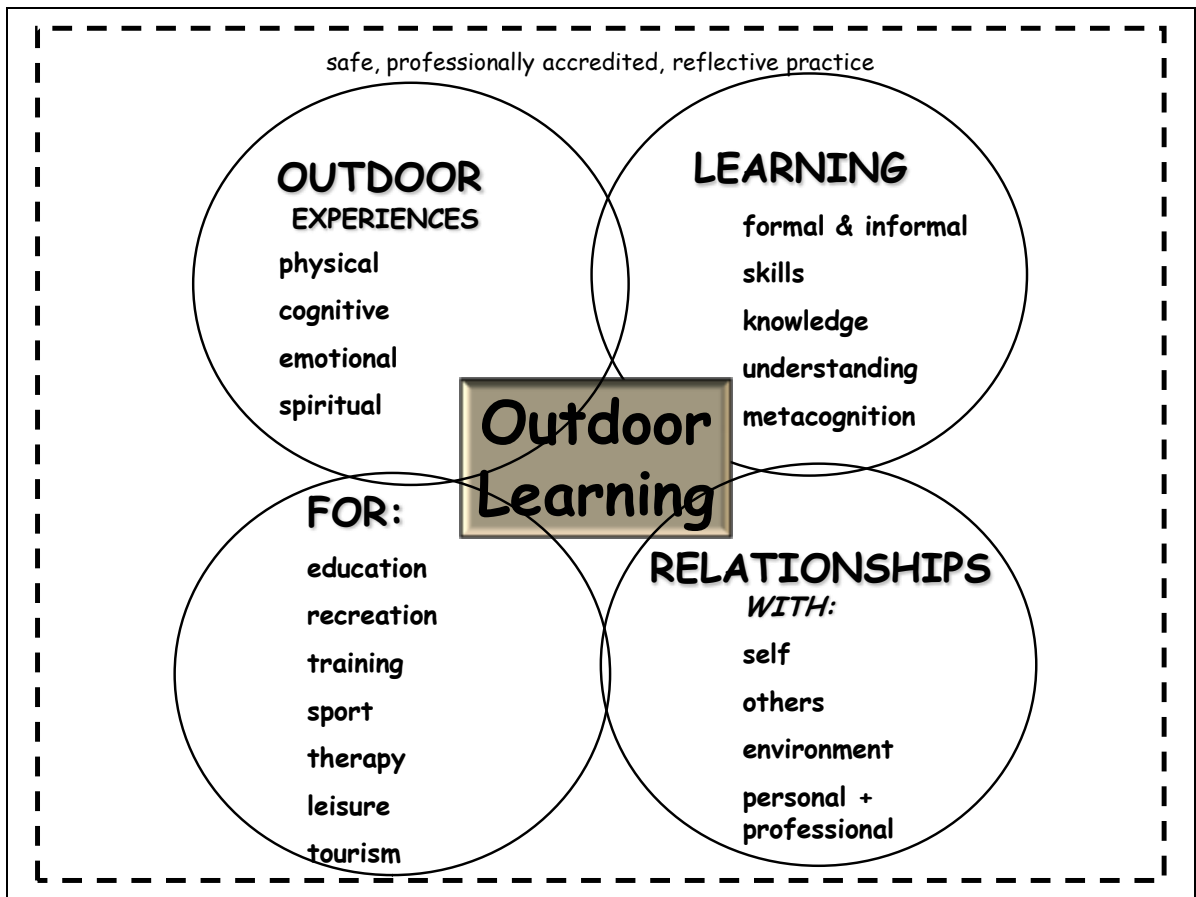 safe, professionally accredited, reflective practice
OUTDOOR
EXPERIENCES
physical
cognitive
emotional
spiritual
LEARNING
formal & informal
skills
knowledge
understanding
metacognition
Outdoor
Learning
FOR:
education
recreation
training
sport
therapy
leisure
tourism
RELATIONSHIPS
WITH:
self
others
environment
personal +
professional